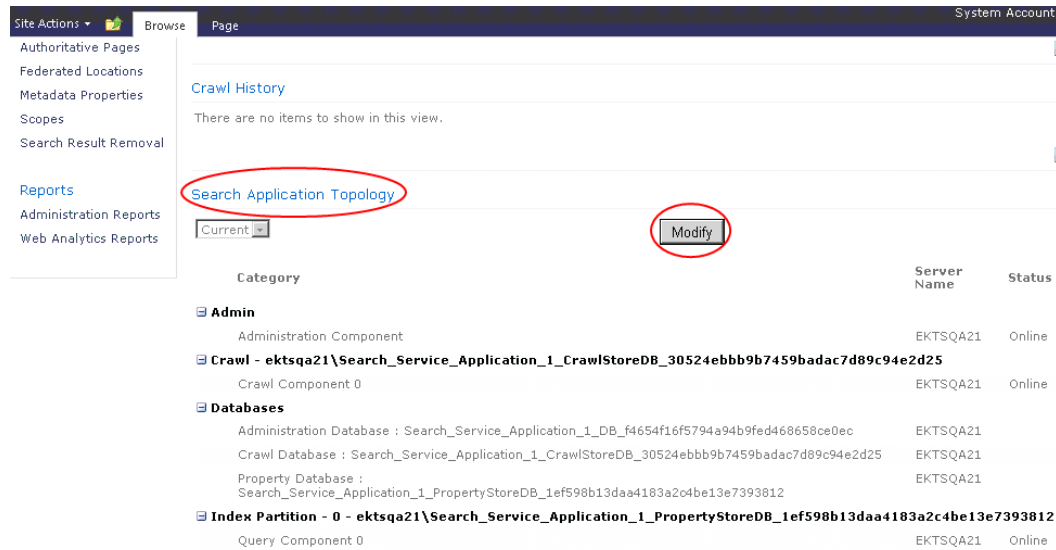 System Account
Site Actions Browse Page
Authoritative Pages
Federated Locations
Metadata Properties
Scopes
Search Result Removal
Reports
Administration Reports
Web Analytics Reports
Crawl History
There are no items to show in this view.
Search Application Topology
Current Modify
Category Server Name Status
Admin
Administration Component EKTSQA21 Online
Crawl - ektsqa21\Search_Service_Application_1_CrawlStoreDB_30524ebbb9b7459badac7d89c94e2d25
Crawl Component 0 EKTSQA21 Online
Databases
Administration Database : Search_Service_Application_1_DB_f4654f16f5794a94b9fed468658ce0ec EKTSQA21
Crawl Database : Search_Service_Application_1_CrawlStoreDB_30524ebbb9b7459badac7d89c94e2d25 EKTSQA21
Property Database : EKTSQA21
Search_Service_Application_1_PropertyStoreDB_1ef598b13daa4183a2c4be13e7393812
Index Partition - 0 - ektsqa21\Search_Service_Application_1_PropertyStoreDB_1ef598b13daa4183a2c4be13e7393812
Query Component 0 EKTSQA21 Online